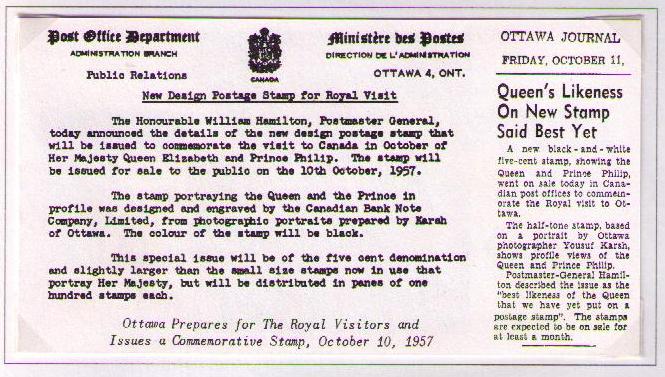 Post Office Department
ADMINISTRATION BRANCH
Public Relations
CANADA
Ministère des Postes
DIRECTION DE L'ADMINISTRATION
OTTAWA 4, ONT.
New Design Postage Stamp for Royal Visit
The Honourable William Hamilton, Postmaster General,
today announced the details of the new design postage stamp that
will be issued to commemorate the visit to Canada in October of
Her Majesty Queen Elizabeth and Prince Philip. The stamp will
be issued for sale to the public on the 10th October, 1957.
The stamp portraying the Queen and the Prince in
profile was designed and engraved by the Canadian Bank Note
Company, Limited, from photographic portraits prepared by Karsh
of Ottawa. The colour of the stamp will be black.
This special issue will be of the five cent denomination
and slightly larger than the small size stamps now in use that
portray Her Majesty, but will be distributed in panes of one
hundred stamps each.
Ottawa Prepares for The Royal Visitors and
Issues a Commemorative Stamp, October 10, 1957
OTTAWA JOURNAL
FRIDAY, OCTOBER 11,
Queen's Likeness
On New Stamp
Said Best Yet
A new black-and-white
five-cent stamp, showing the
Queen and Prince Philip,
went on sale today in Cana-
dian post offices to commem-
orate the Royal visit to Ot-
tawa.
The half-tone stamp, based
on a portrait by Ottawa
photographer Yousuf Karsh,
shows profile views of the
Queen and Prince Philip.
Postmaster-General Hamil-
ton described the issue as the
"best likeness of the Queen
that we have yet put on a
postage stamp". The stamps
are expected to be on sale for
at least a month.